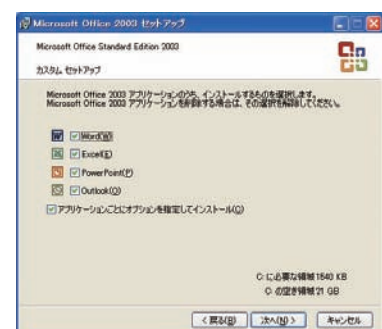 Microsoft Office 2003 セットアップ
Microsoft Office Standard Edition 2003
カスタム セットアップ
Microsoft Office 2003 アプリケーションのうち、インストールするものを選択します。
Microsoft Office 2003 アプリケーションを削除する場合は、その選択を解除してください。
Word(W)
Excel(E)
PowerPoint(P)
Outlook(O)
アプリケーションごとにオプションを指定してインストール(C)
C: に必要な領域 1640 KB
C: の空き領域 21 GB
< 戻る(B)
次へ(N) >
キャンセル